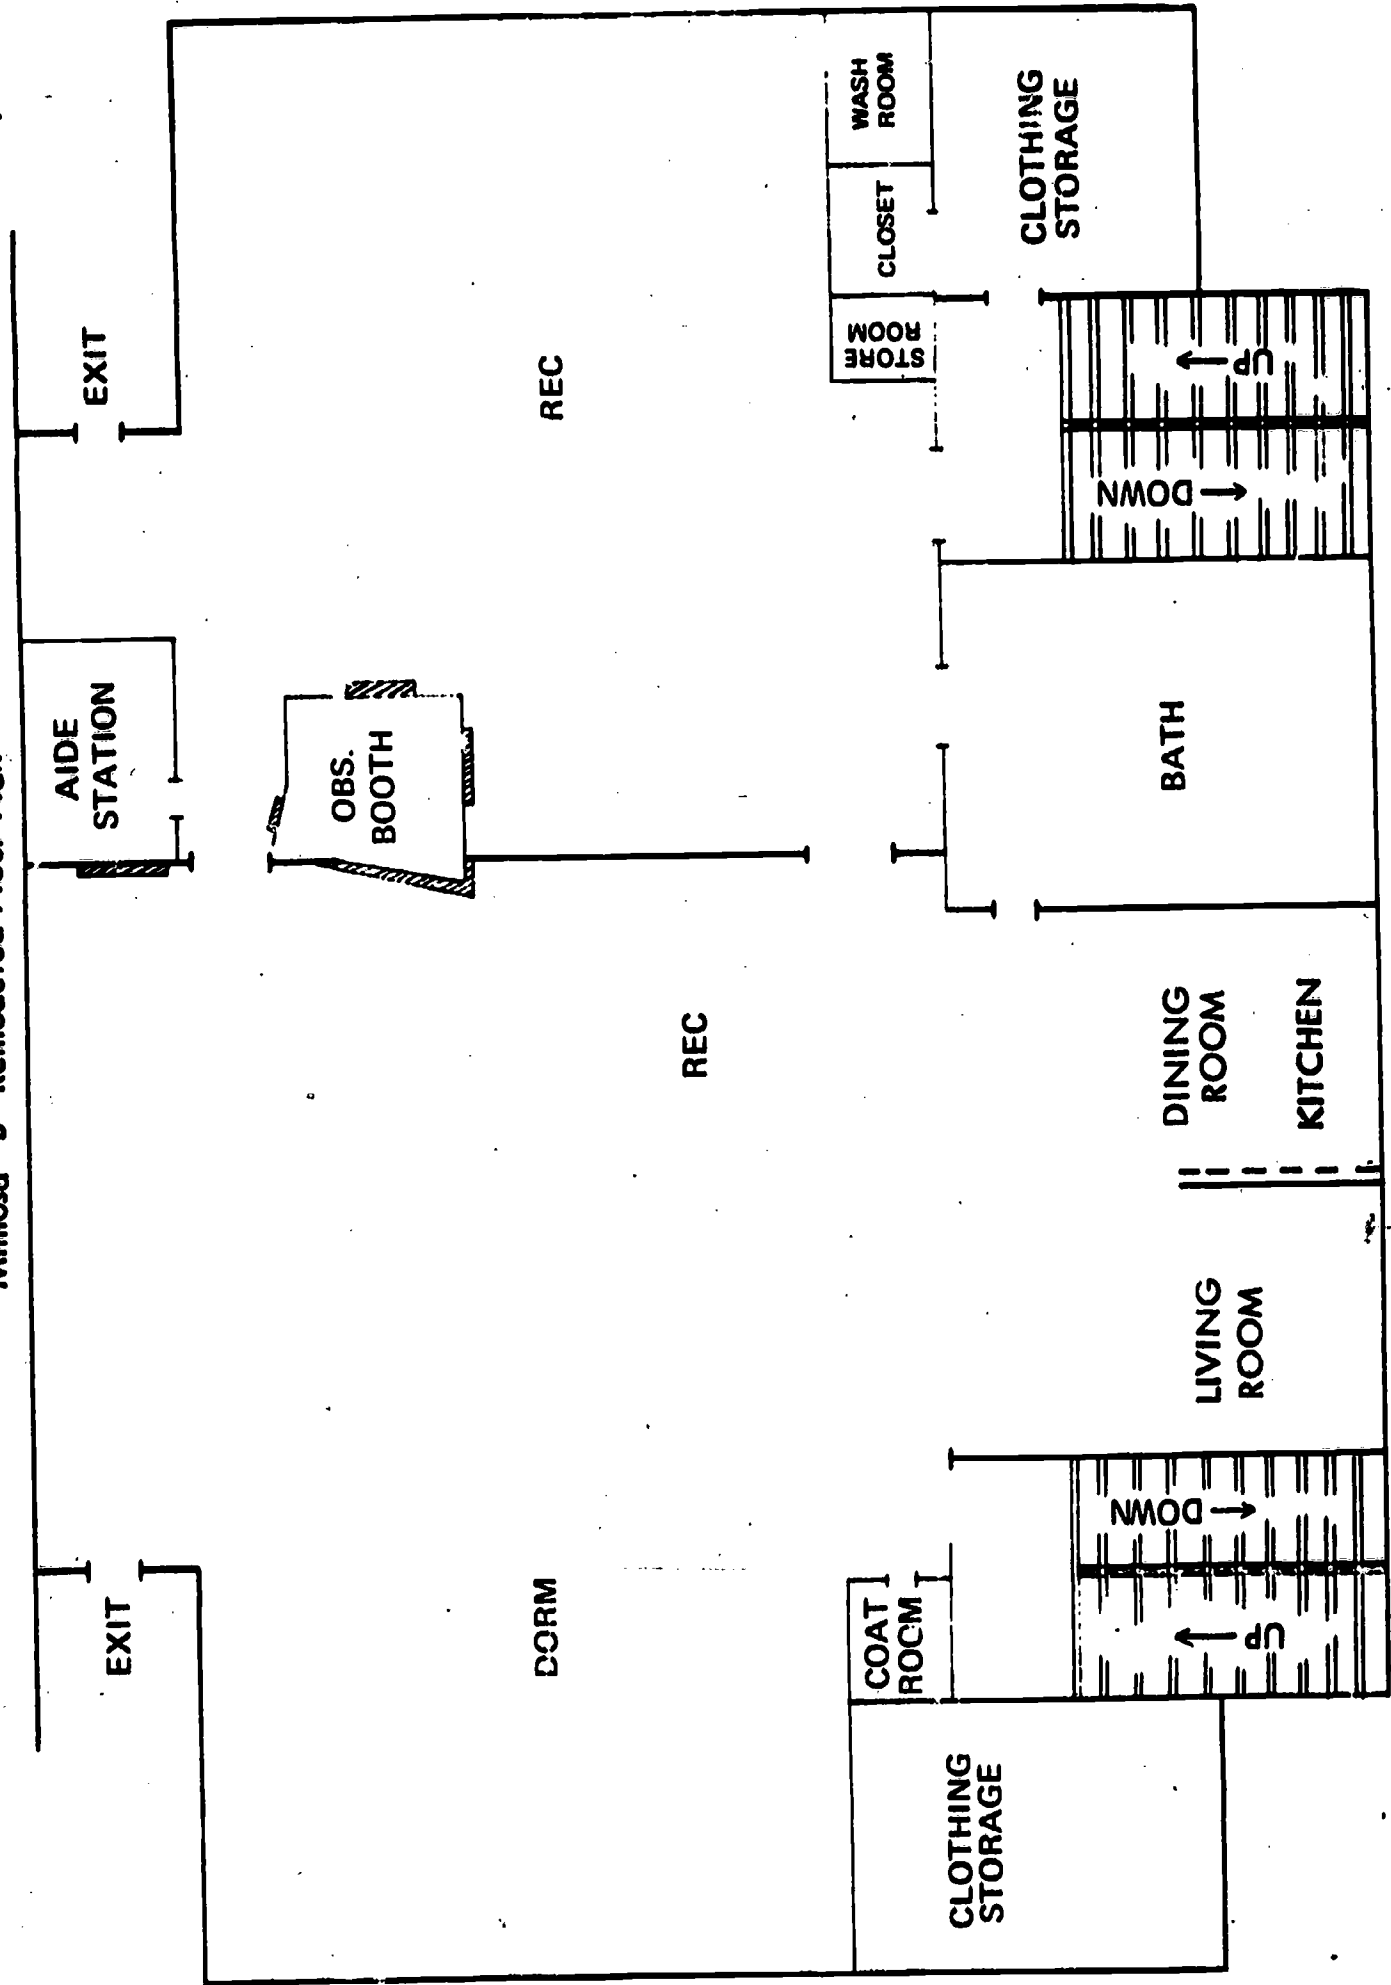 EXIT
AIDE
STATION
EXIT
OBS.
BOOTH
DORM
REC
REC
COAT
ROOM
STORE
ROOM
CLOSET
WASH
ROOM
CLOTHING
STORAGE
CLOTHING
STORAGE
UP
DOWN
LIVING
ROOM
DINING
ROOM
KITCHEN
BATH
DOWN
UP